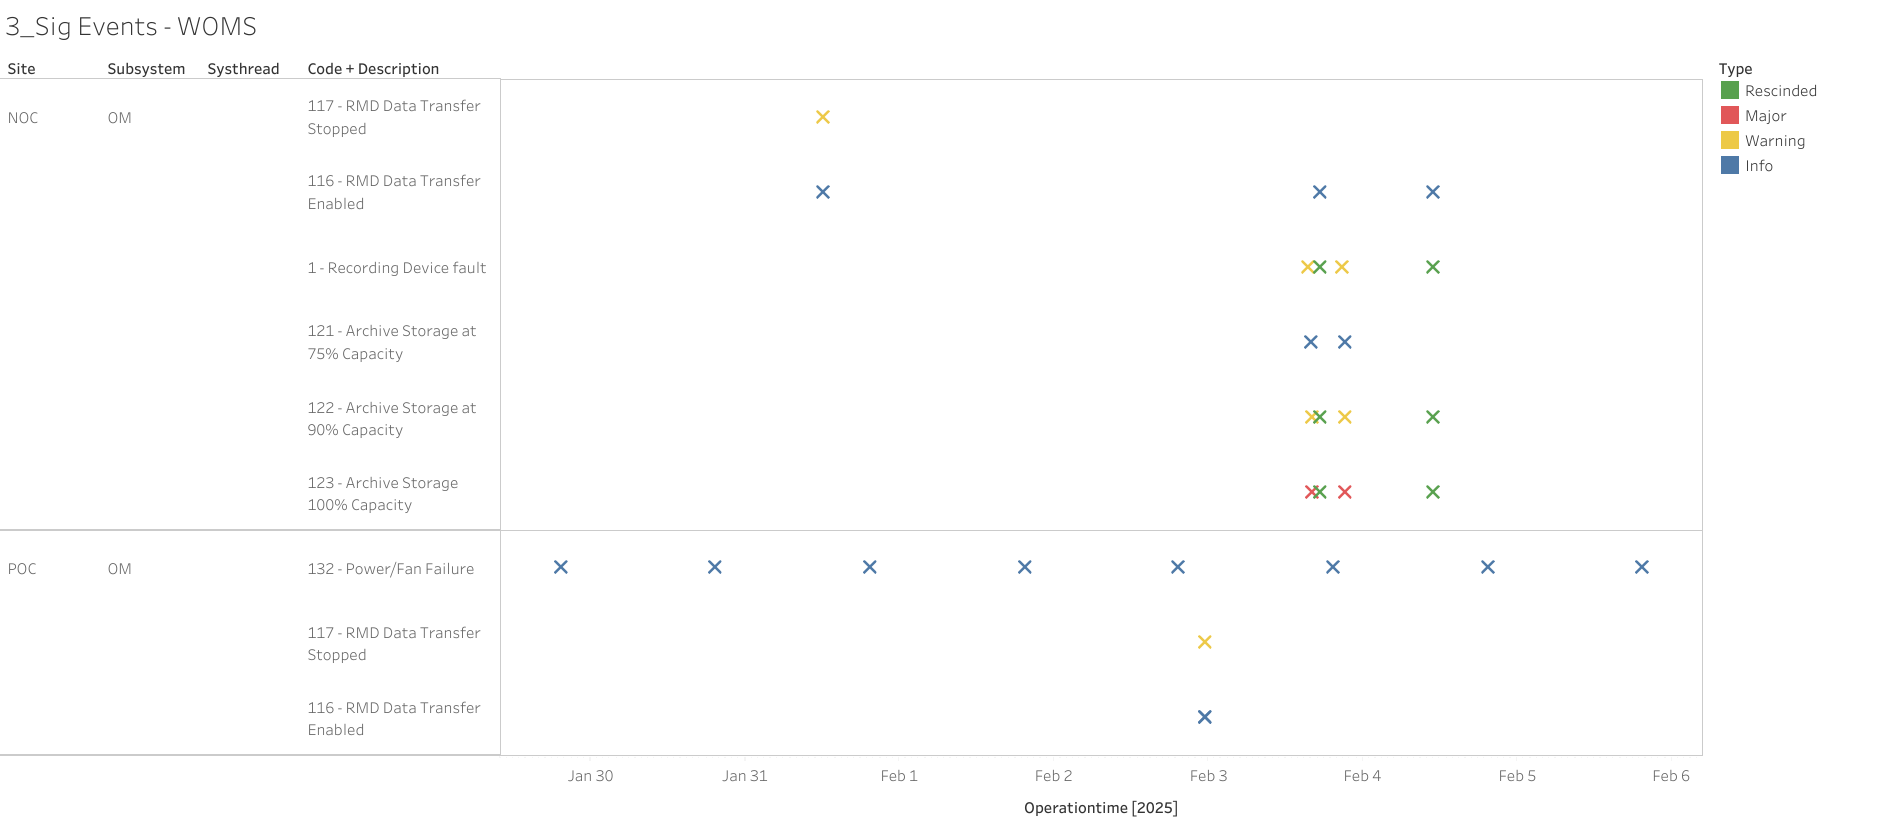 3_Sig Events - WOMS
Site Subsystem Systhread Code + Description
Type
Rescinded
Major
Warning
Info
NOC OM 117 - RMD Data Transfer
Stopped
116 - RMD Data Transfer
Enabled
1 - Recording Device fault
121 - Archive Storage at
75% Capacity
122 - Archive Storage at
90% Capacity
123 - Archive Storage
100% Capacity
POC OM 132 - Power/Fan Failure
117 - RMD Data Transfer
Stopped
116 - RMD Data Transfer
Enabled
Jan 30 Jan 31 Feb 1 Feb 2 Feb 3 Feb 4 Feb 5 Feb 6
Operationtime [2025]